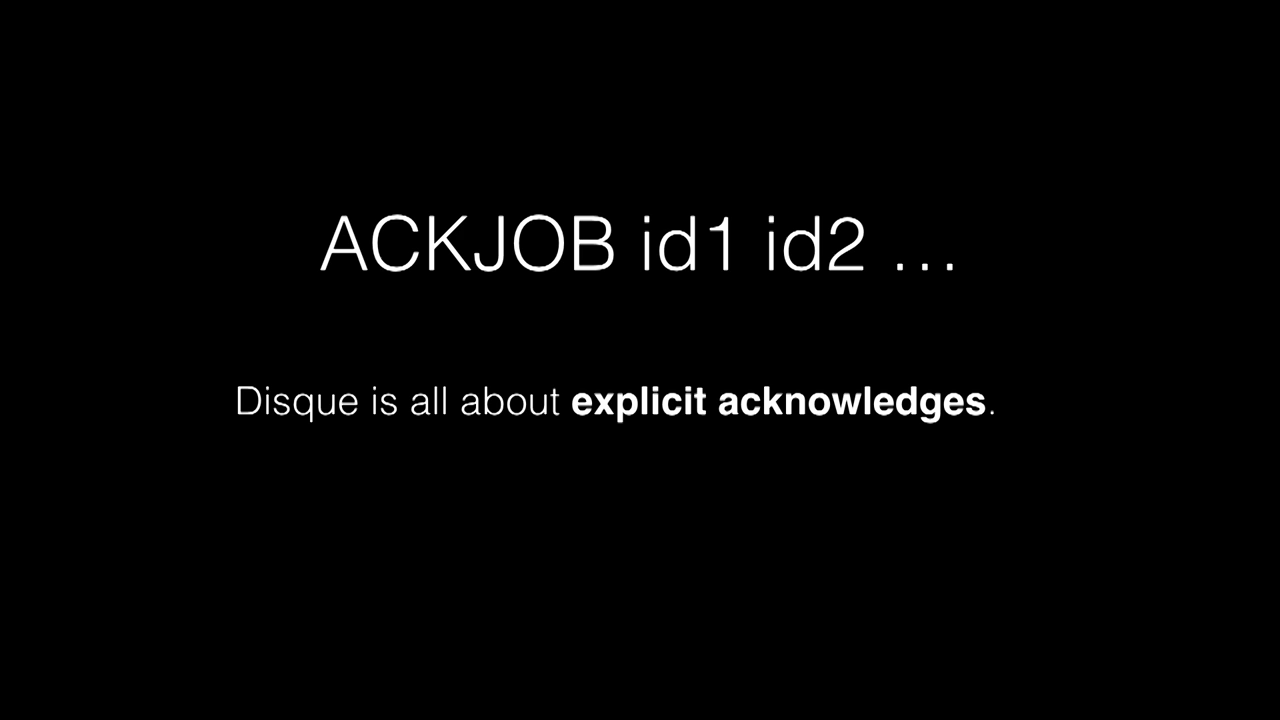 ACKJOB id1 id2 …
Disque is all about explicit acknowledges.